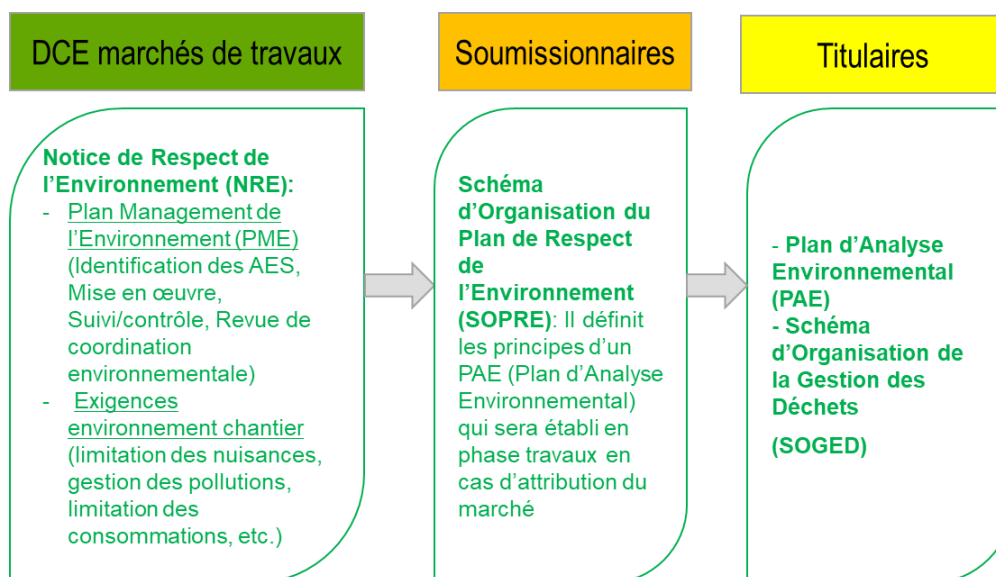 DCE marchés de travaux
Notice de Respect de
l’Environnement (NRE):
- Plan Management de
l’Environnement (PME)
(Identification des AES,
Mise en œuvre,
Suivi/contrôle, Revue de
coordination
environnementale)
- Exigences
environnement chantier
(limitation des nuisances,
gestion des pollutions,
limitation des
consommations, etc.)
Soumissionnaires
Schéma
d’Organisation du
Plan de Respect
de
l’Environnement
(SOPRE): Il définit
les principes d’un
PAE (Plan d’Analyse
Environnemental)
qui sera établi en
phase travaux en
cas d’attribution du
marché
Titulaires
- Plan d’Analyse
Environnemental
(PAE)
- Schéma
d’Organisation de
la Gestion des
Déchets
(SOGED)